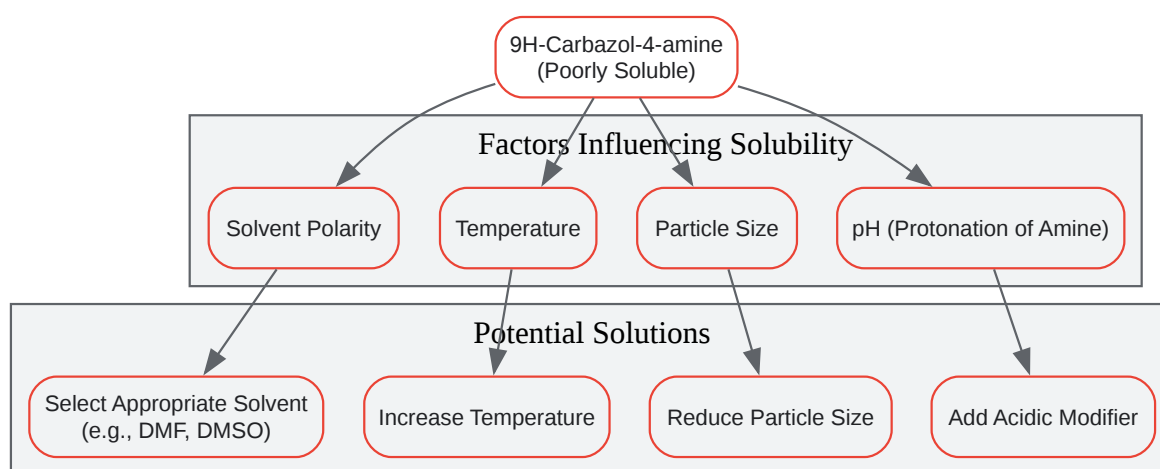 9H-Carbazol-4-amine
(Poorly Soluble)
Factors Influencing Solubility
Solvent Polarity
Temperature
Particle Size
pH (Protonation of Amine)
Potential Solutions
Select Appropriate Solvent
(e.g., DMF, DMSO)
Increase Temperature
Reduce Particle Size
Add Acidic Modifier